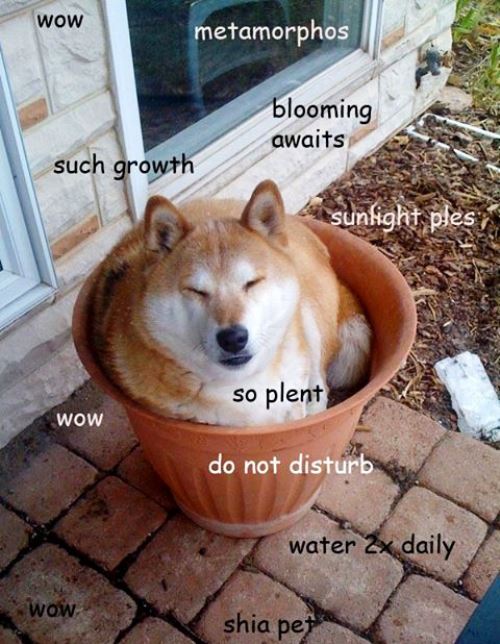 wow
metamorphos
blooming
awaits
such growth
sunlight ples
so plent
wow
do not disturb
water 2x daily
wow
shia pet